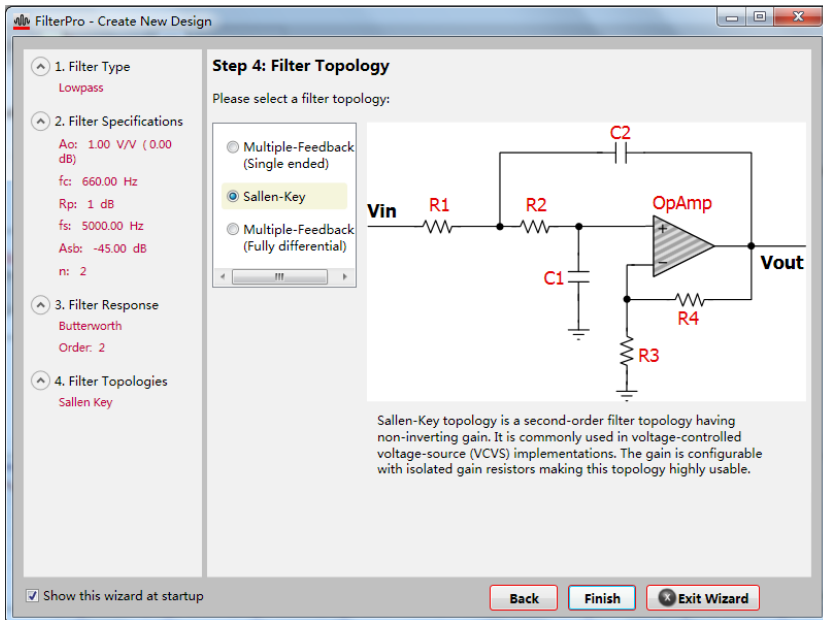 FilterPro - Create New Design
1. Filter Type
Lowpass
2. Filter Specifications
Ao: 1.00 V/V ( 0.00
dB)
fc: 660.00 Hz
Rp: 1 dB
fs: 5000.00 Hz
Asb: -45.00 dB
n: 2
3. Filter Response
Butterworth
Order: 2
4. Filter Topologies
Sallen Key
Step 4: Filter Topology
Please select a filter topology:
Multiple-Feedback
(Single ended)
Sallen-Key
Multiple-Feedback
(Fully differential)
C2
Vin
R1
R2
OpAmp
C1
Vout
R4
R3
Sallen-Key topology is a second-order filter topology having
non-inverting gain. It is commonly used in voltage-controlled
voltage-source (VCVS) implementations. The gain is configurable
with isolated gain resistors making this topology highly usable.
Show this wizard at startup
Back
Finish
Exit Wizard